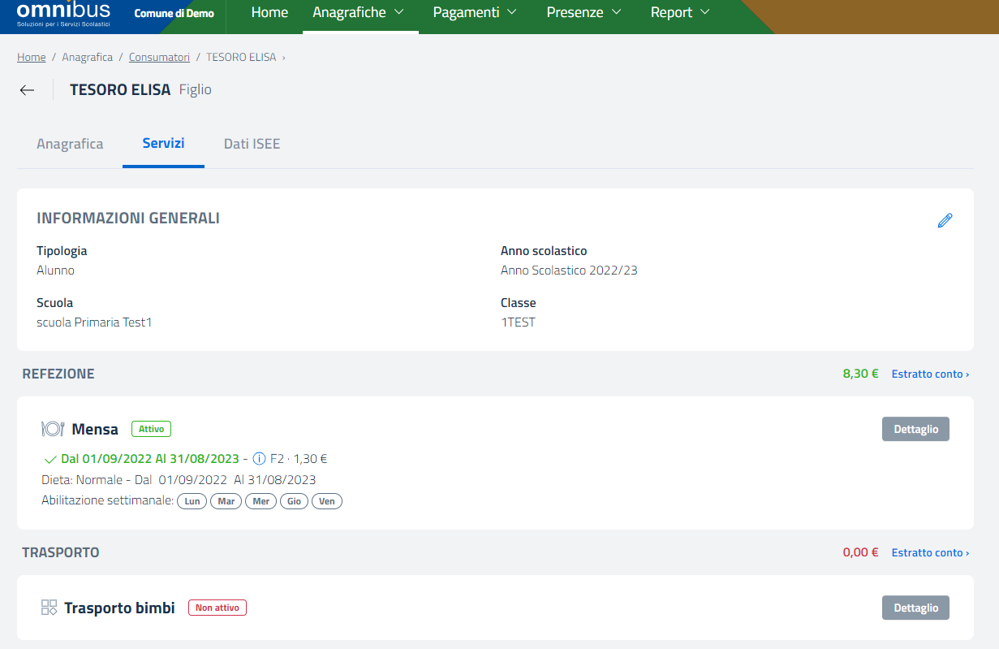 omnibus
Soluzioni per i Servizi Scolastici
Comune di Demo
Home Anagrafiche Pagamenti Presenze Report
Home / Anagrafica / Consumatori / TESORO ELISA ›
TESORO ELISA Figlio
Anagrafica Servizi Dati ISEE
INFORMAZIONI GENERALI
Tipologia
Alunno
Anno scolastico
Anno Scolastico 2022/23
Scuola
scuola Primaria Test1
Classe
1TEST
REFEZIONE 8,30 € Estratto conto ›
Mensa Attivo Dettaglio
Dal 01/09/2022 Al 31/08/2023 - F2 · 1,30 €
Dieta: Normale - Dal 01/09/2022 Al 31/08/2023
Abilitazione settimanale: Lun Mar Mer Gio Ven
TRASPORTO 0,00 € Estratto conto ›
Trasporto bimbi Non attivo Dettaglio